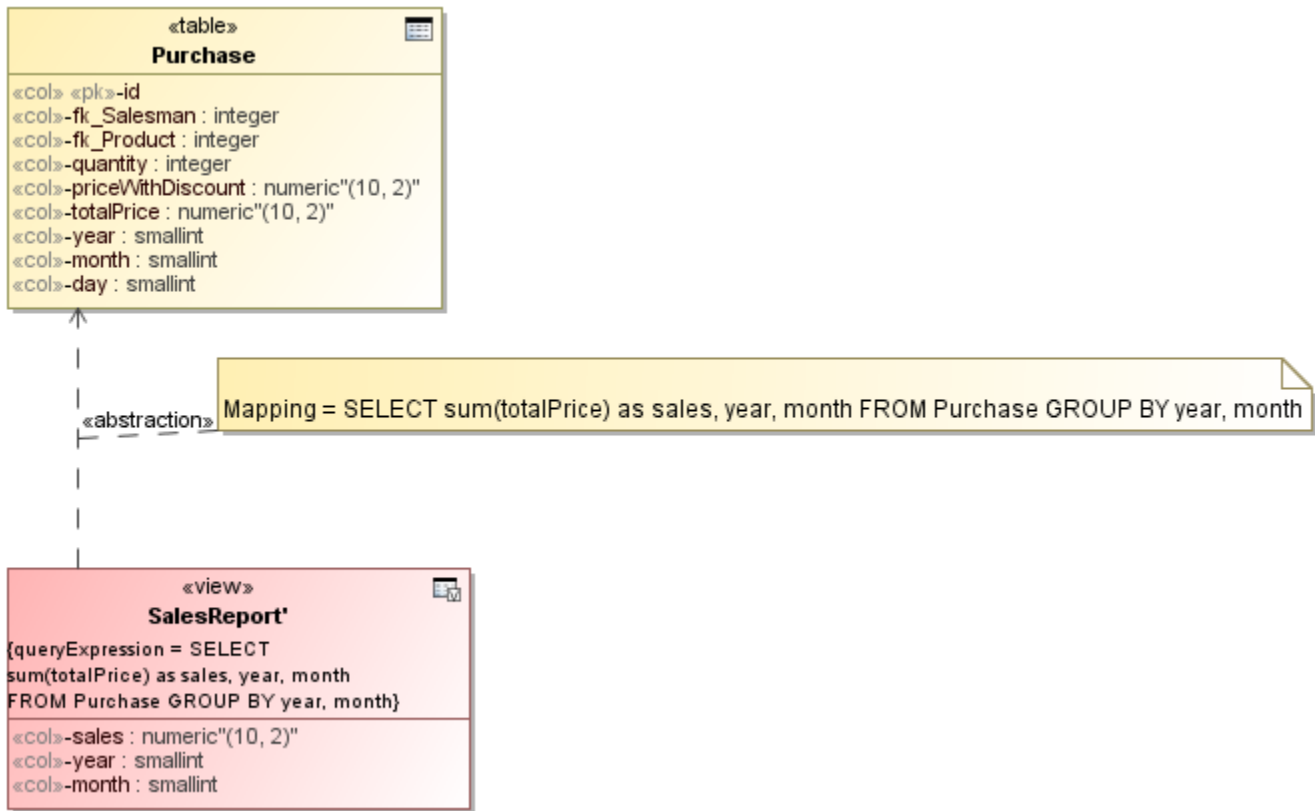 «table»
Purchase
«col» «pk»-id
«col»-fk_Salesman : integer
«col»-fk_Product : integer
«col»-quantity : integer
«col»-priceWithDiscount : numeric"(10, 2)"
«col»-totalPrice : numeric"(10, 2)"
«col»-year : smallint
«col»-month : smallint
«col»-day : smallint
«abstraction»
Mapping = SELECT sum(totalPrice) as sales, year, month FROM Purchase GROUP BY year, month
«view»
SalesReport'
{queryExpression = SELECT
sum(totalPrice) as sales, year, month
FROM Purchase GROUP BY year, month}
«col»-sales : numeric"(10, 2)"
«col»-year : smallint
«col»-month : smallint